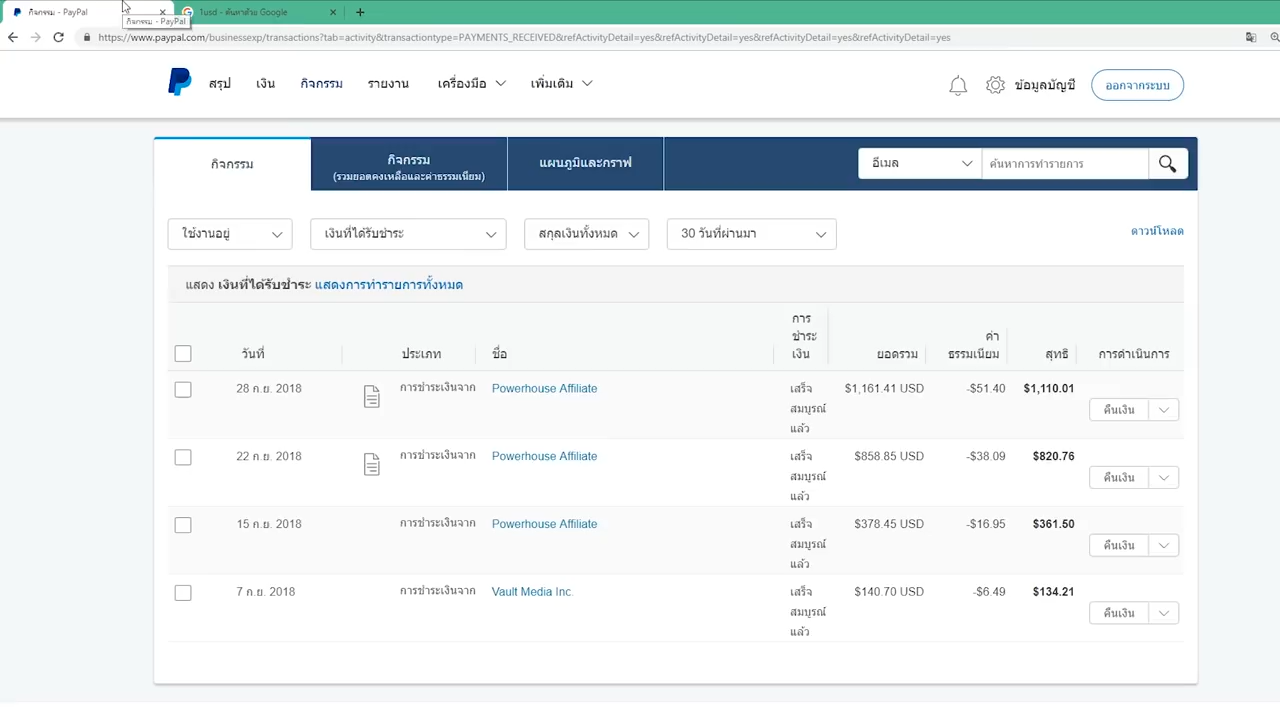 กิจกรรม - PayPal
1usd - ค้นหาด้วย Google
กิจกรรม - PayPal
https://www.paypal.com/businessexp/transactions?tab=activity&transactiontype=PAYMENTS_RECEIVED&refActivityDetail=yes&refActivityDetail=yes&refActivityDetail=yes&refActivityDetail=yes
สรุป เงิน กิจกรรม รายงาน เครื่องมือ เพิ่มเติม
ข้อมูลบัญชี ออกจากระบบ
กิจกรรม
กิจกรรม
(รวมยอดคงเหลือและค่าธรรมเนียม)
แผนภูมิและกราฟ
อีเมล ค้นหาการทำรายการ
ใช้งานอยู่ เงินที่ได้รับชำระ สกุลเงินทั้งหมด 30 วันที่ผ่านมา ดาวน์โหลด
แสดง เงินที่ได้รับชำระ แสดงการทำรายการทั้งหมด
วันที่ ประเภท ชื่อ
การ
ชำระ
เงิน
ยอดรวม
ค่า
ธรรมเนียม
สุทธิ การดำเนินการ
28 ก.ย. 2018 การชำระเงินจาก Powerhouse Affiliate
เสร็จ
สมบูรณ์
แล้ว
$1,161.41 USD -$51.40 $1,110.01
คืนเงิน
22 ก.ย. 2018 การชำระเงินจาก Powerhouse Affiliate
เสร็จ
สมบูรณ์
แล้ว
$858.85 USD -$38.09 $820.76
คืนเงิน
15 ก.ย. 2018 การชำระเงินจาก Powerhouse Affiliate
เสร็จ
สมบูรณ์
แล้ว
$378.45 USD -$16.95 $361.50
คืนเงิน
7 ก.ย. 2018 การชำระเงินจาก Vault Media Inc.
เสร็จ
สมบูรณ์
แล้ว
$140.70 USD -$6.49 $134.21
คืนเงิน